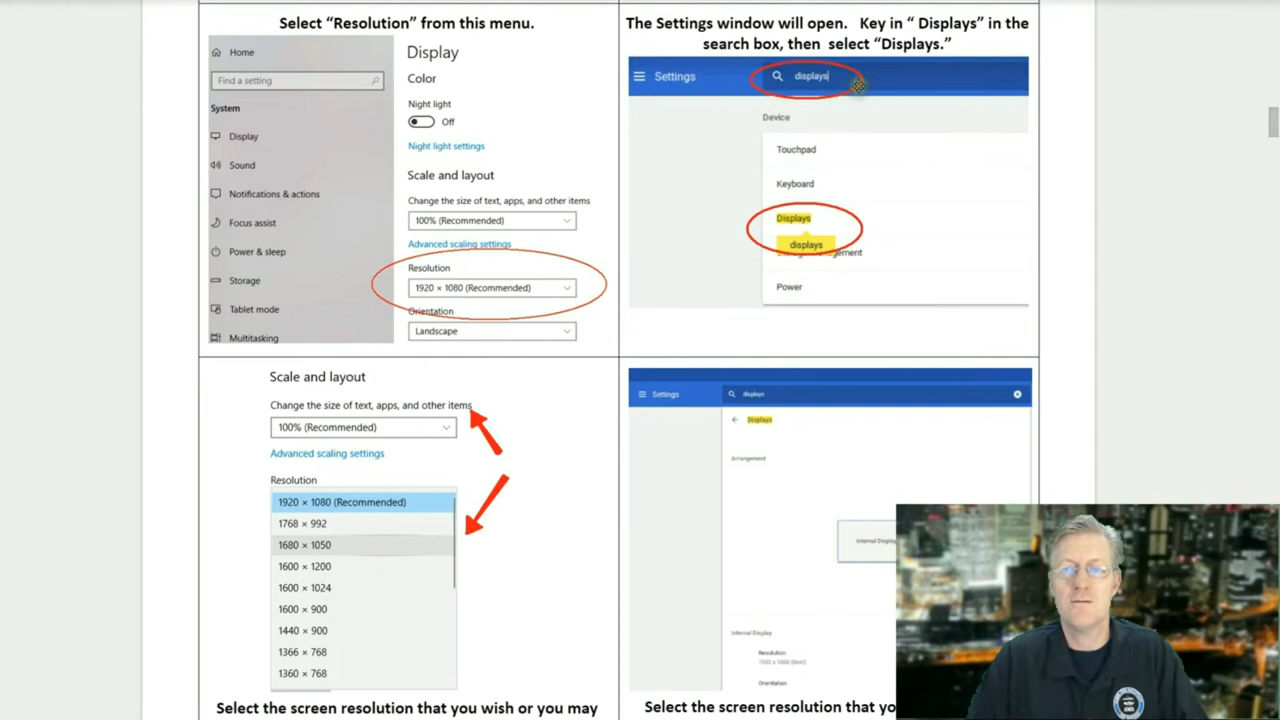 Select “Resolution” from this menu.
Home
Find a setting
System
Display
Sound
Notifications & actions
Focus assist
Power & sleep
Storage
Tablet mode
Multitasking
Display
Color
Night light
Off
Night light settings
Scale and layout
Change the size of text, apps, and other items
100% (Recommended)
Advanced scaling settings
Resolution
1920 × 1080 (Recommended)
Orientation
Landscape
The Settings window will open. Key in “ Displays” in the
search box, then select “Displays.”
Settings
displays
Device
Touchpad
Keyboard
Displays
displays
Power
Scale and layout
Change the size of text, apps, and other items
100% (Recommended)
Advanced scaling settings
Resolution
1920 × 1080 (Recommended)
1768 × 992
1680 × 1050
1600 × 1200
1600 × 1024
1600 × 900
1440 × 900
1366 × 768
1360 × 768
Select the screen resolution that you wish or you may
Settings
displays
Displays
Arrangement
Internal Display
Internal Display
Resolution
1920 x 1080 (best)
Orientation
Select the screen resolution that yo